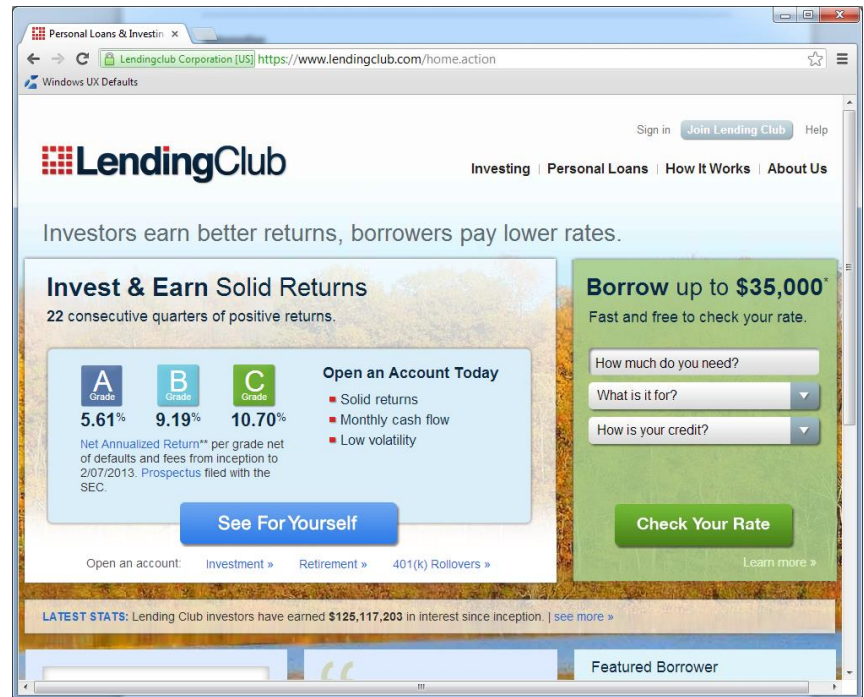 Personal Loans & Investin
Lendingclub Corporation [US] https://www.lendingclub.com/home.action
Windows UX Defaults
Sign in Join Lending Club Help
LendingClub
Investing Personal Loans How It Works About Us
Investors earn better returns, borrowers pay lower rates.
Invest & Earn Solid Returns
22 consecutive quarters of positive returns.
A Grade
B Grade
C Grade
5.61% 9.19% 10.70%
Net Annualized Return** per grade net
of defaults and fees from inception to
2/07/2013. Prospectus filed with the
SEC.
Open an Account Today
Solid returns
Monthly cash flow
Low volatility
See For Yourself
Open an account: Investment » Retirement » 401(k) Rollovers »
Borrow up to $35,000*
Fast and free to check your rate.
How much do you need?
What is it for?
How is your credit?
Check Your Rate
Learn more »
LATEST STATS: Lending Club investors have earned $125,117,203 in interest since inception. | see more »
Featured Borrower